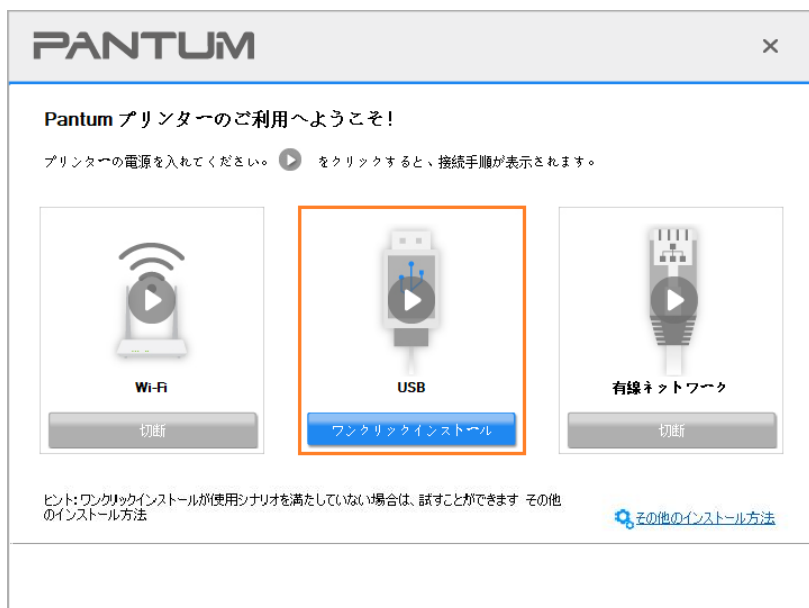 PANTUM
Pantum プリンターのご利用へようこそ!
プリンターの電源を入れてください。 をクリックすると、接続手順が表示されます。
Wi-Fi
USB
有線ネットワーク
切断
ワンクリックインストール
切断
ヒント:ワンクリックインストールが使用シナリオを満たしていない場合は、試すことができます その他
のインストール方法
その他のインストール方法